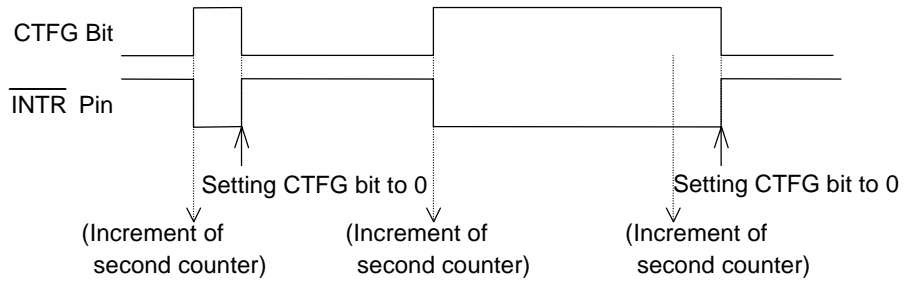 CTFG Bit
INTR Pin
Setting CTFG bit to 0
Setting CTFG bit to 0
(Increment of
second counter)
(Increment of
second counter)
(Increment of
second counter)